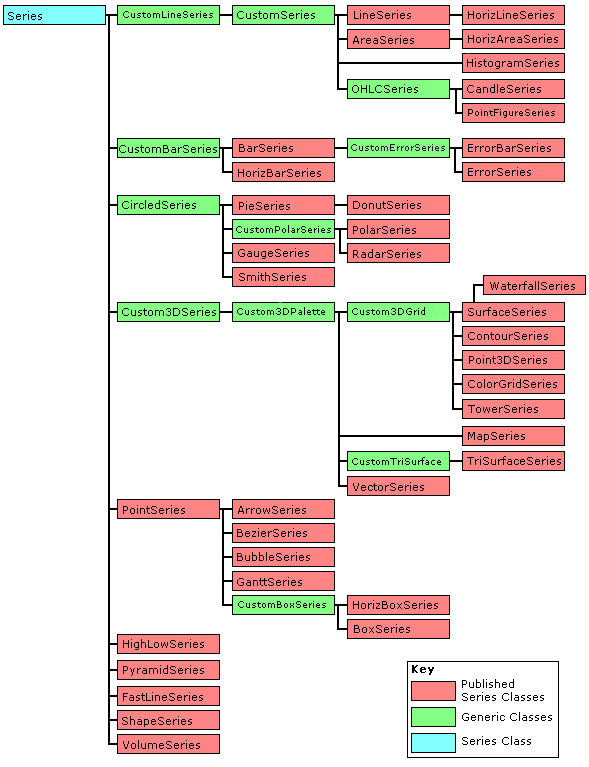 Series
CustomLineSeries
CustomSeries
LineSeries
HorizLineSeries
AreaSeries
HorizAreaSeries
HistogramSeries
OHLCSeries
CandleSeries
PointFigureSeries
CustomBarSeries
BarSeries
CustomErrorSeries
ErrorBarSeries
HorizBarSeries
ErrorSeries
CircledSeries
PieSeries
DonutSeries
CustomPolarSeries
PolarSeries
GaugeSeries
RadarSeries
SmithSeries
WaterfallSeries
Custom3DSeries
Custom3DPalette
Custom3DGrid
SurfaceSeries
ContourSeries
Point3DSeries
ColorGridSeries
TowerSeries
MapSeries
CustomTriSurface
TriSurfaceSeries
VectorSeries
PointSeries
ArrowSeries
BezierSeries
BubbleSeries
GanttSeries
CustomBoxSeries
HorizBoxSeries
BoxSeries
HighLowSeries
PyramidSeries
FastLineSeries
ShapeSeries
VolumeSeries
Key
Published
Series Classes
Generic Classes
Series Class